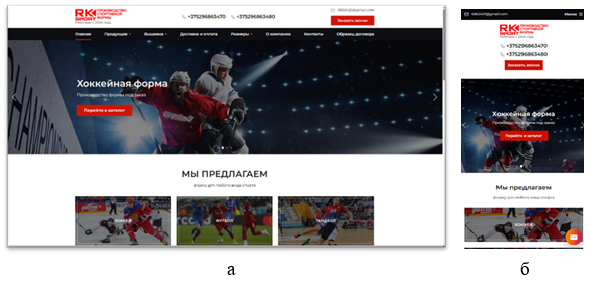 RK SPORT ПРОИЗВОДСТВО СПОРТИВНОЙ ФОРМЫ
Работаем с 2006 года
+375296863470 +375296863480
Заказать звонок
Главная Продукция Вышивка Доставка и оплата Размеры О компании Контакты Образец договора
Хоккейная форма
Производство формы под заказ
Перейти в каталог
МЫ ПРЕДЛАГАЕМ
форму для любого вида спорта
ХОККЕЙ ФУТБОЛ ГАНДБОЛ
а
Меню
RK SPORT ПРОИЗВОДСТВО СПОРТИВНОЙ ФОРМЫ
+375296863470
+375296863480
Заказать звонок
Хоккейная форма
Производство формы под заказ
Перейти в каталог
Мы предлагаем
форму для любого вида спорта
ХОККЕЙ
б